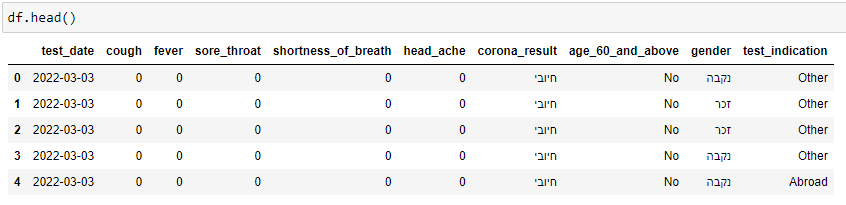 df.head()
test_date cough fever sore_throat shortness_of_breath head_ache corona_result age_60_and_above gender test_indication
0 2022-03-03 0 0 0 0 0 חיובי No נקבה Other
1 2022-03-03 0 0 0 0 0 חיובי No זכר Other
2 2022-03-03 0 0 0 0 0 חיובי No זכר Other
3 2022-03-03 0 0 0 0 0 חיובי No נקבה Other
4 2022-03-03 0 0 0 0 0 חיובי No נקבה Abroad